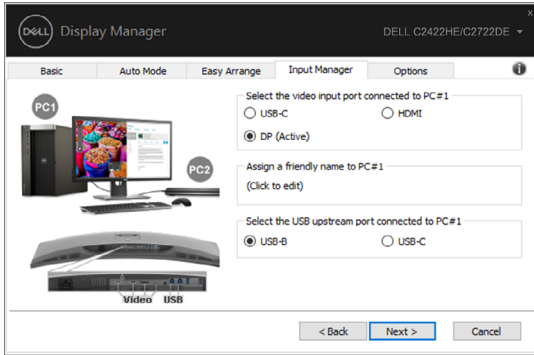 x
DELL Display Manager
DELL C2422HE/C2722DE
Basic Auto Mode Easy Arrange Input Manager Options
PC1
PC2
Video USB
Select the video input port connected to PC#1
USB-C HDMI
DP (Active)
Assign a friendly name to PC#1
(Click to edit)
Select the USB upstream port connected to PC#1
USB-B USB-C
< Back Next > Cancel